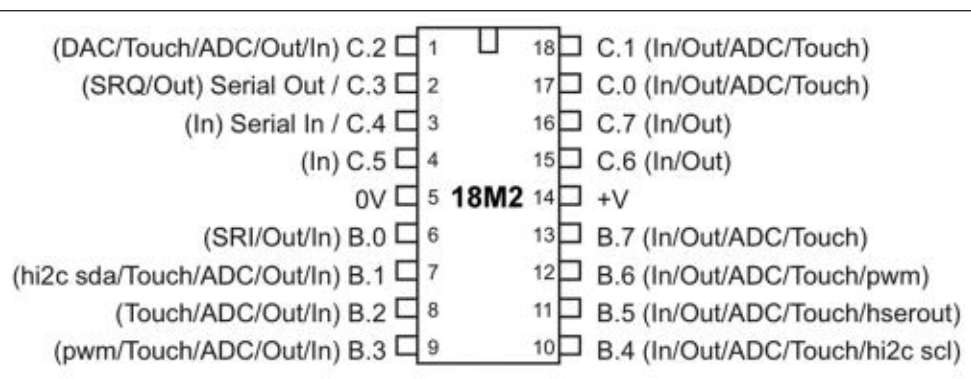 (DAC/Touch/ADC/Out/In) C.2 1 18 C.1 (In/Out/ADC/Touch)
(SRQ/Out) Serial Out / C.3 2 17 C.0 (In/Out/ADC/Touch)
(In) Serial In / C.4 3 16 C.7 (In/Out)
(In) C.5 4 15 C.6 (In/Out)
0V 5 18M2 14 +V
(SRI/Out/In) B.0 6 13 B.7 (In/Out/ADC/Touch)
(hi2c sda/Touch/ADC/Out/In) B.1 7 12 B.6 (In/Out/ADC/Touch/pwm)
(Touch/ADC/Out/In) B.2 8 11 B.5 (In/Out/ADC/Touch/hserout)
(pwm/Touch/ADC/Out/In) B.3 9 10 B.4 (In/Out/ADC/Touch/hi2c scl)